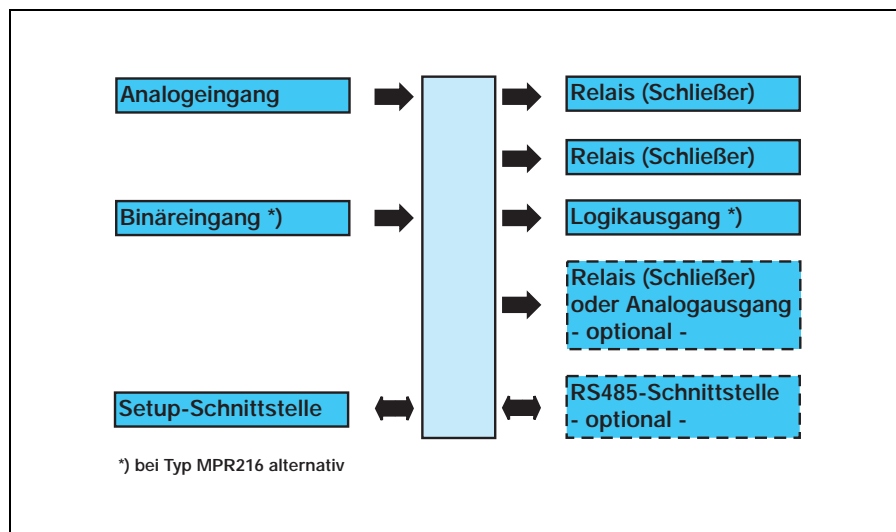 Analogeingang
Relais (Schließer)
Relais (Schließer)
Binäreingang *)
Logikausgang *)
Relais (Schließer)
oder Analogausgang
- optional -
Setup-Schnittstelle
RS485-Schnittstelle
- optional -
*) bei Typ MPR216 alternativ